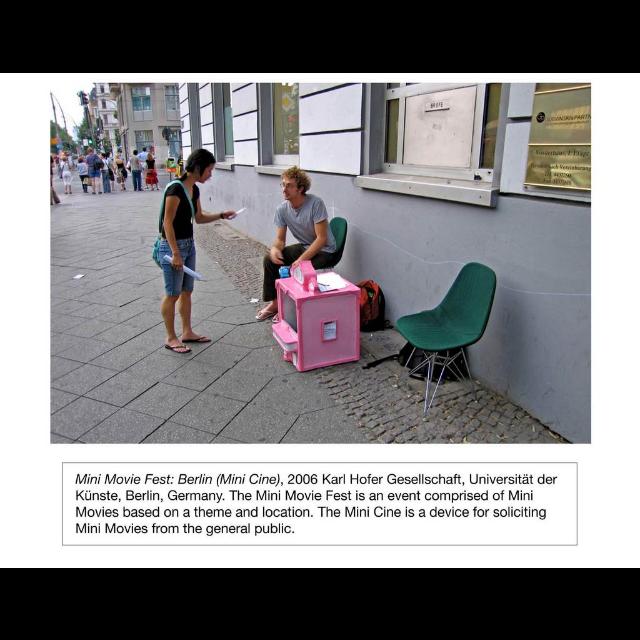 BRIEFE
Mini Movie Fest: Berlin (Mini Cine), 2006 Karl Hofer Gesellschaft, Universität der
Künste, Berlin, Germany. The Mini Movie Fest is an event comprised of Mini
Movies based on a theme and location. The Mini Cine is a device for soliciting
Mini Movies from the general public.